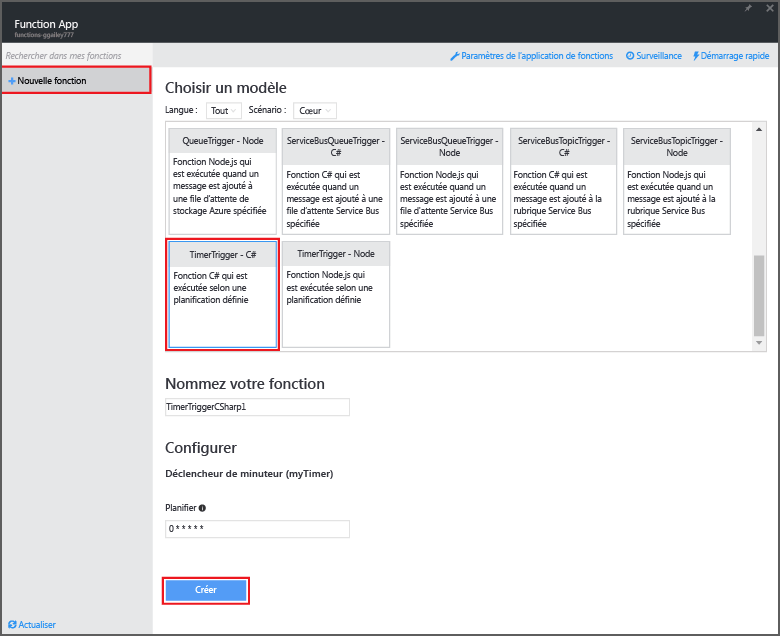 Function App
functions-ggailey777
Rechercher dans mes fonctions
Paramètres de l'application de fonctions
Surveillance
Démarrage rapide
+ Nouvelle fonction
Choisir un modèle
Langue : Tout Scénario : Cœur
QueueTrigger - Node
Fonction Node.js qui
est exécutée quand un
message est ajouté à
une file d'attente de
stockage Azure spécifiée
ServiceBusQueueTrigger -
C#
Fonction C# qui est
exécutée quand un
message est ajouté à une
file d'attente Service Bus
spécifiée
ServiceBusQueueTrigger -
Node
Fonction Node.js qui
est exécutée quand un
message est ajouté à une
file d'attente Service Bus
spécifiée
ServiceBusTopicTrigger -
C#
Fonction C# qui est
exécutée quand un
message est ajouté à la
rubrique Service Bus
spécifiée
ServiceBusTopicTrigger -
Node
Fonction Node.js qui
est exécutée quand un
message est ajouté à la
rubrique Service Bus
spécifiée
TimerTrigger - C#
Fonction C# qui est
exécutée selon une
planification définie
TimerTrigger - Node
Fonction Node.js qui
est exécutée selon une
planification définie
Nommez votre fonction
TimerTriggerCSharp1
Configurer
Déclencheur de minuteur (myTimer)
Planifier
0 * * * * *
Créer
Actualiser